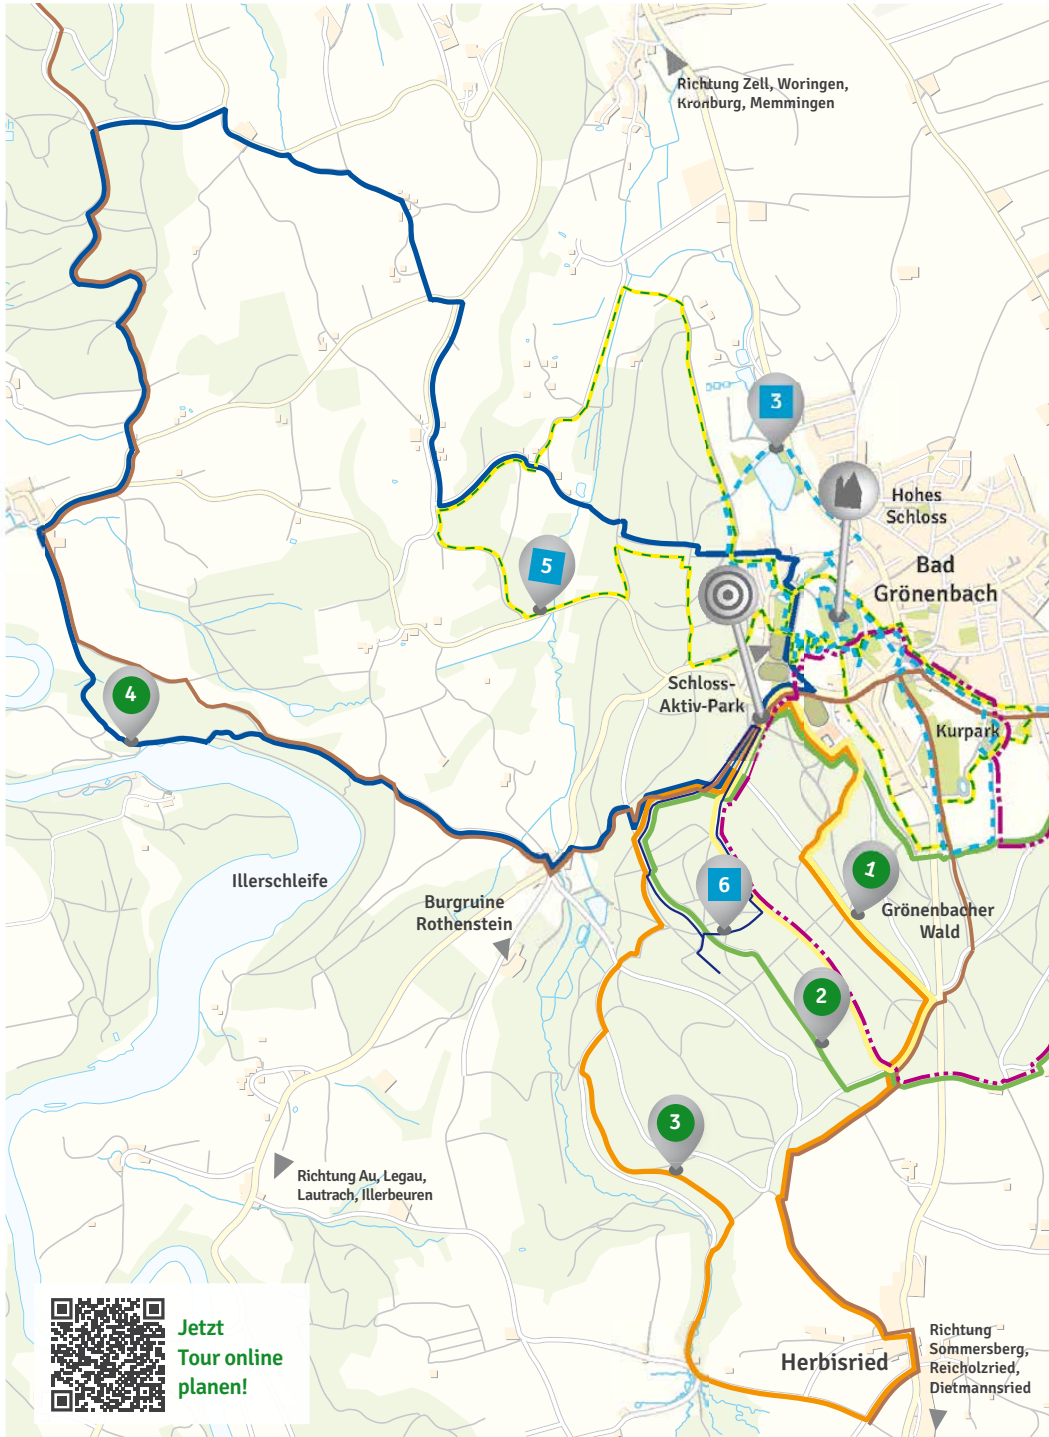 Richtung Zell, Woringen,
Kronburg, Memmingen
3
Hohes
Schloss
Bad
Grönenbach
5
Schloss-
Aktiv-Park
4
Kurpark
Illerschleife
1
6
Burgruine
Rothenstein
Grönenbacher
Wald
2
3
Richtung Au, Legau,
Lautrach, Illerbeuren
Jetzt
Tour online
planen!
Herbisried
Richtung
Sommersberg,
Reicholzried,
Dietmannsried